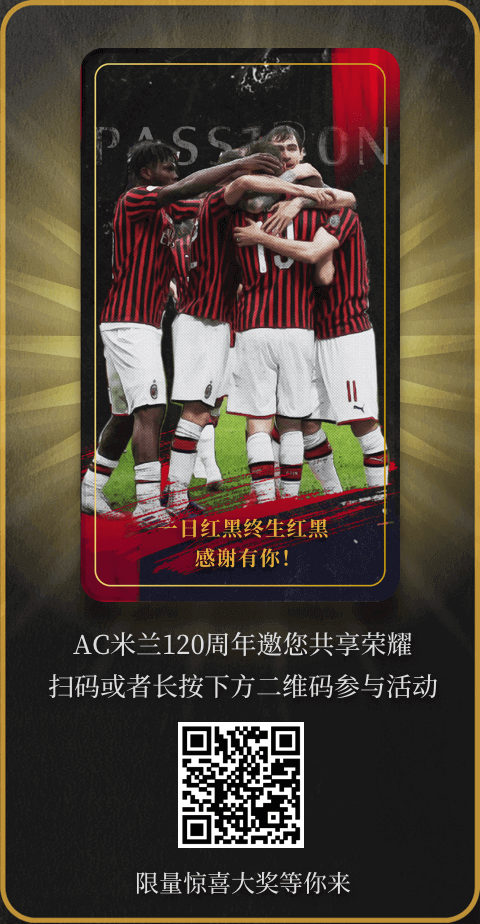 PASSION
19
11
一日红黑终生红黑
感谢有你!
AC米兰120周年邀您共享荣耀
扫码或者长按下方二维码参与活动
限量惊喜大奖等你来